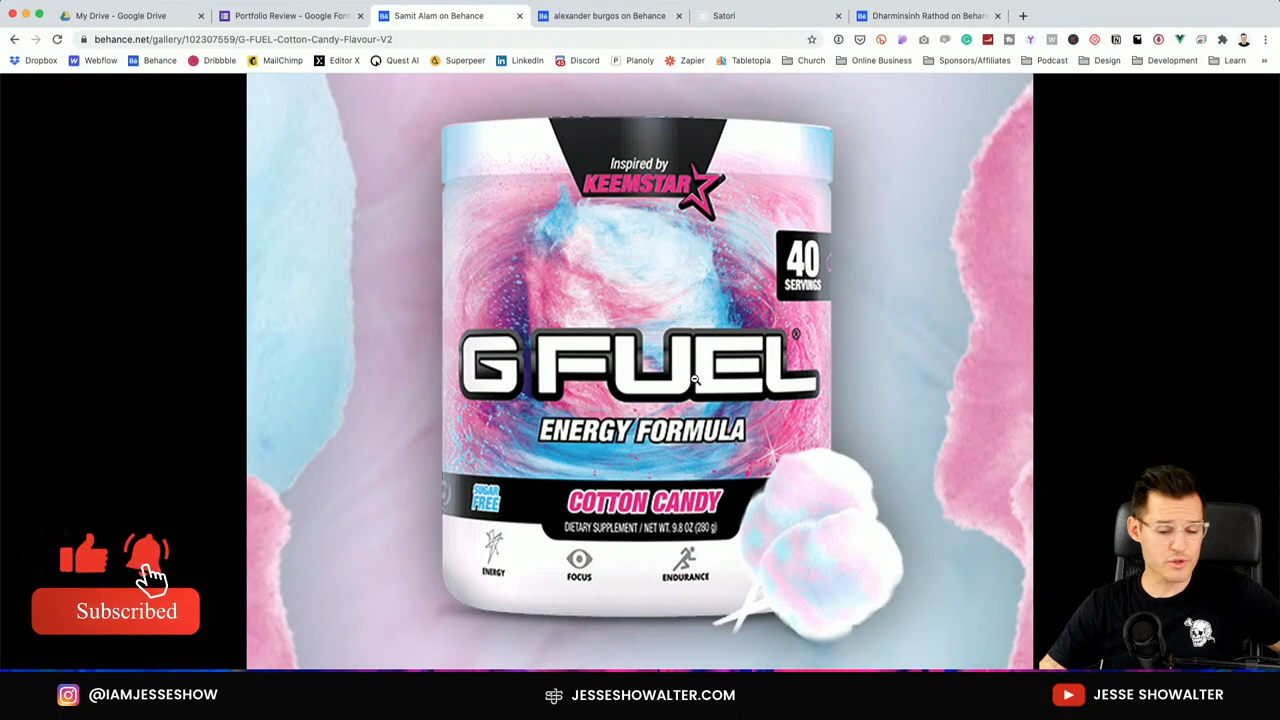 My Drive - Google Drive
Portfolio Review - Google Form
Samit Alam on Behance
alexander burgos on Behance
Satori
Dharminsinh Rathod on Behan
behance.net/gallery/102307559/G-FUEL-Cotton-Candy-Flavour-V2
Dropbox
Webflow
Behance
Dribbble
MailChimp
Editor X
Quest AI
Superpeer
LinkedIn
Discord
Planoly
Zapier
Tabletopia
Church
Online Business
Sponsors/Affiliates
Podcast
Design
Development
Learn
Inspired by
KEEMSTAR
40
SERVINGS
G FUEL®
ENERGY FORMULA
SUGAR
FREE
COTTON CANDY
DIETARY SUPPLEMENT / NET WT. 9.8 OZ (280 g)
ENERGY
FOCUS
ENDURANCE
Subscribed
@IAMJESSESHOW
JESSESHOWALTER.COM
JESSE SHOWALTER